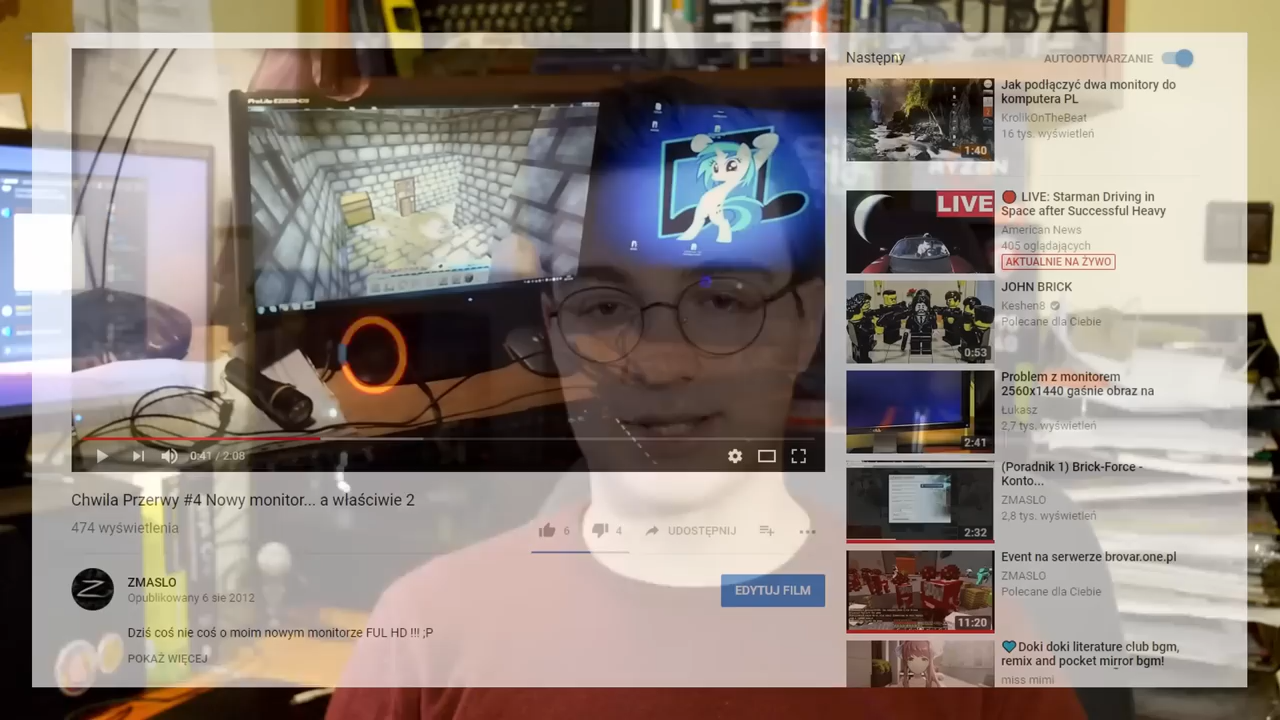 0:41 / 2:08
Chwila Przerwy #4 Nowy monitor... a właściwie 2
474 wyświetlenia
6
4
UDOSTĘPNIJ
ZMASLO
Opublikowany 6 sie 2012
EDYTUJ FILM
Dziś coś nie coś o moim nowym monitorze FUL HD !!! ;P
POKAŻ WIĘCEJ
Następny
AUTOODTWARZANIE
Jak podłączyć dwa monitory do
komputera PL
KrolikOnTheBeat
16 tys. wyświetleń
1:40
RYZEN
LIVE
LIVE: Starman Driving in
Space after Successful Heavy
American News
405 oglądających
AKTUALNIE NA ŻYWO
JOHN BRICK
Keshen8
Polecane dla Ciebie
0:53
Problem z monitorem
2560x1440 gaśnie obraz na
Łukasz
2,7 tys. wyświetleń
2:41
(Poradnik 1) Brick-Force -
Konto...
ZMASLO
2,8 tys. wyświetleń
2:32
Event na serwerze brovar.one.pl
ZMASLO
Polecane dla Ciebie
11:20
Doki doki literature club bgm,
remix and pocket mirror bgm!
miss mimi